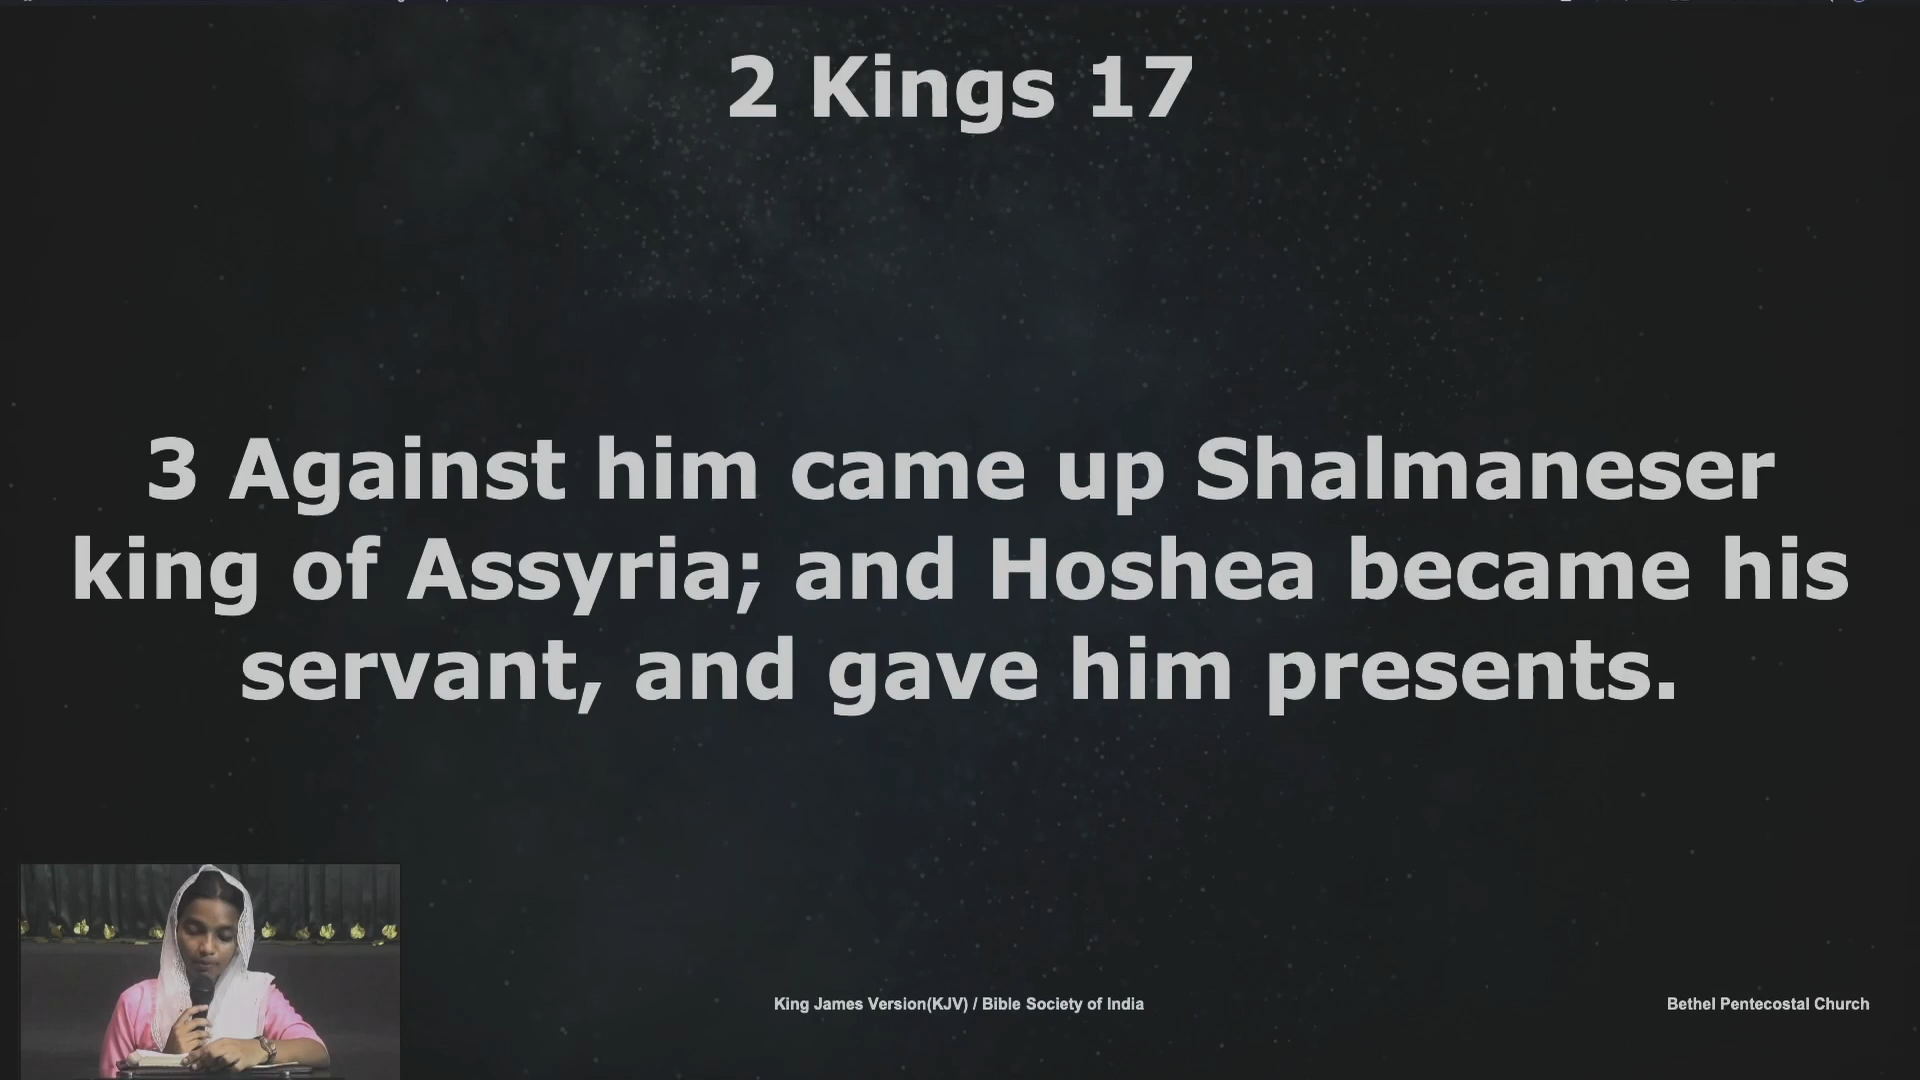 2 Kings 17
3 Against him came up Shalmaneser
king of Assyria; and Hoshea became his
servant, and gave him presents.
King James Version(KJV) / Bible Society of India
Bethel Pentecostal Church